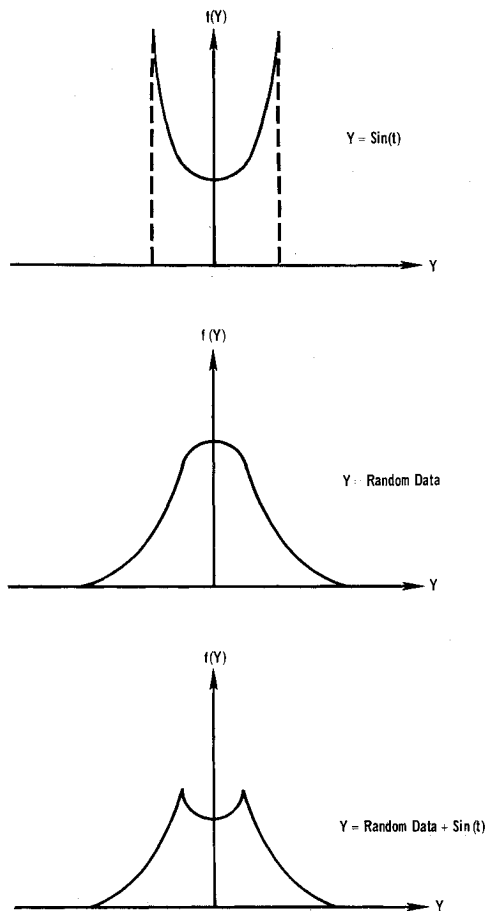 f(Y)
Y = Sin(t)
Y
f (Y)
Y = Random Data
Y
f(Y)
Y = Random Data + Sin (t)
Y